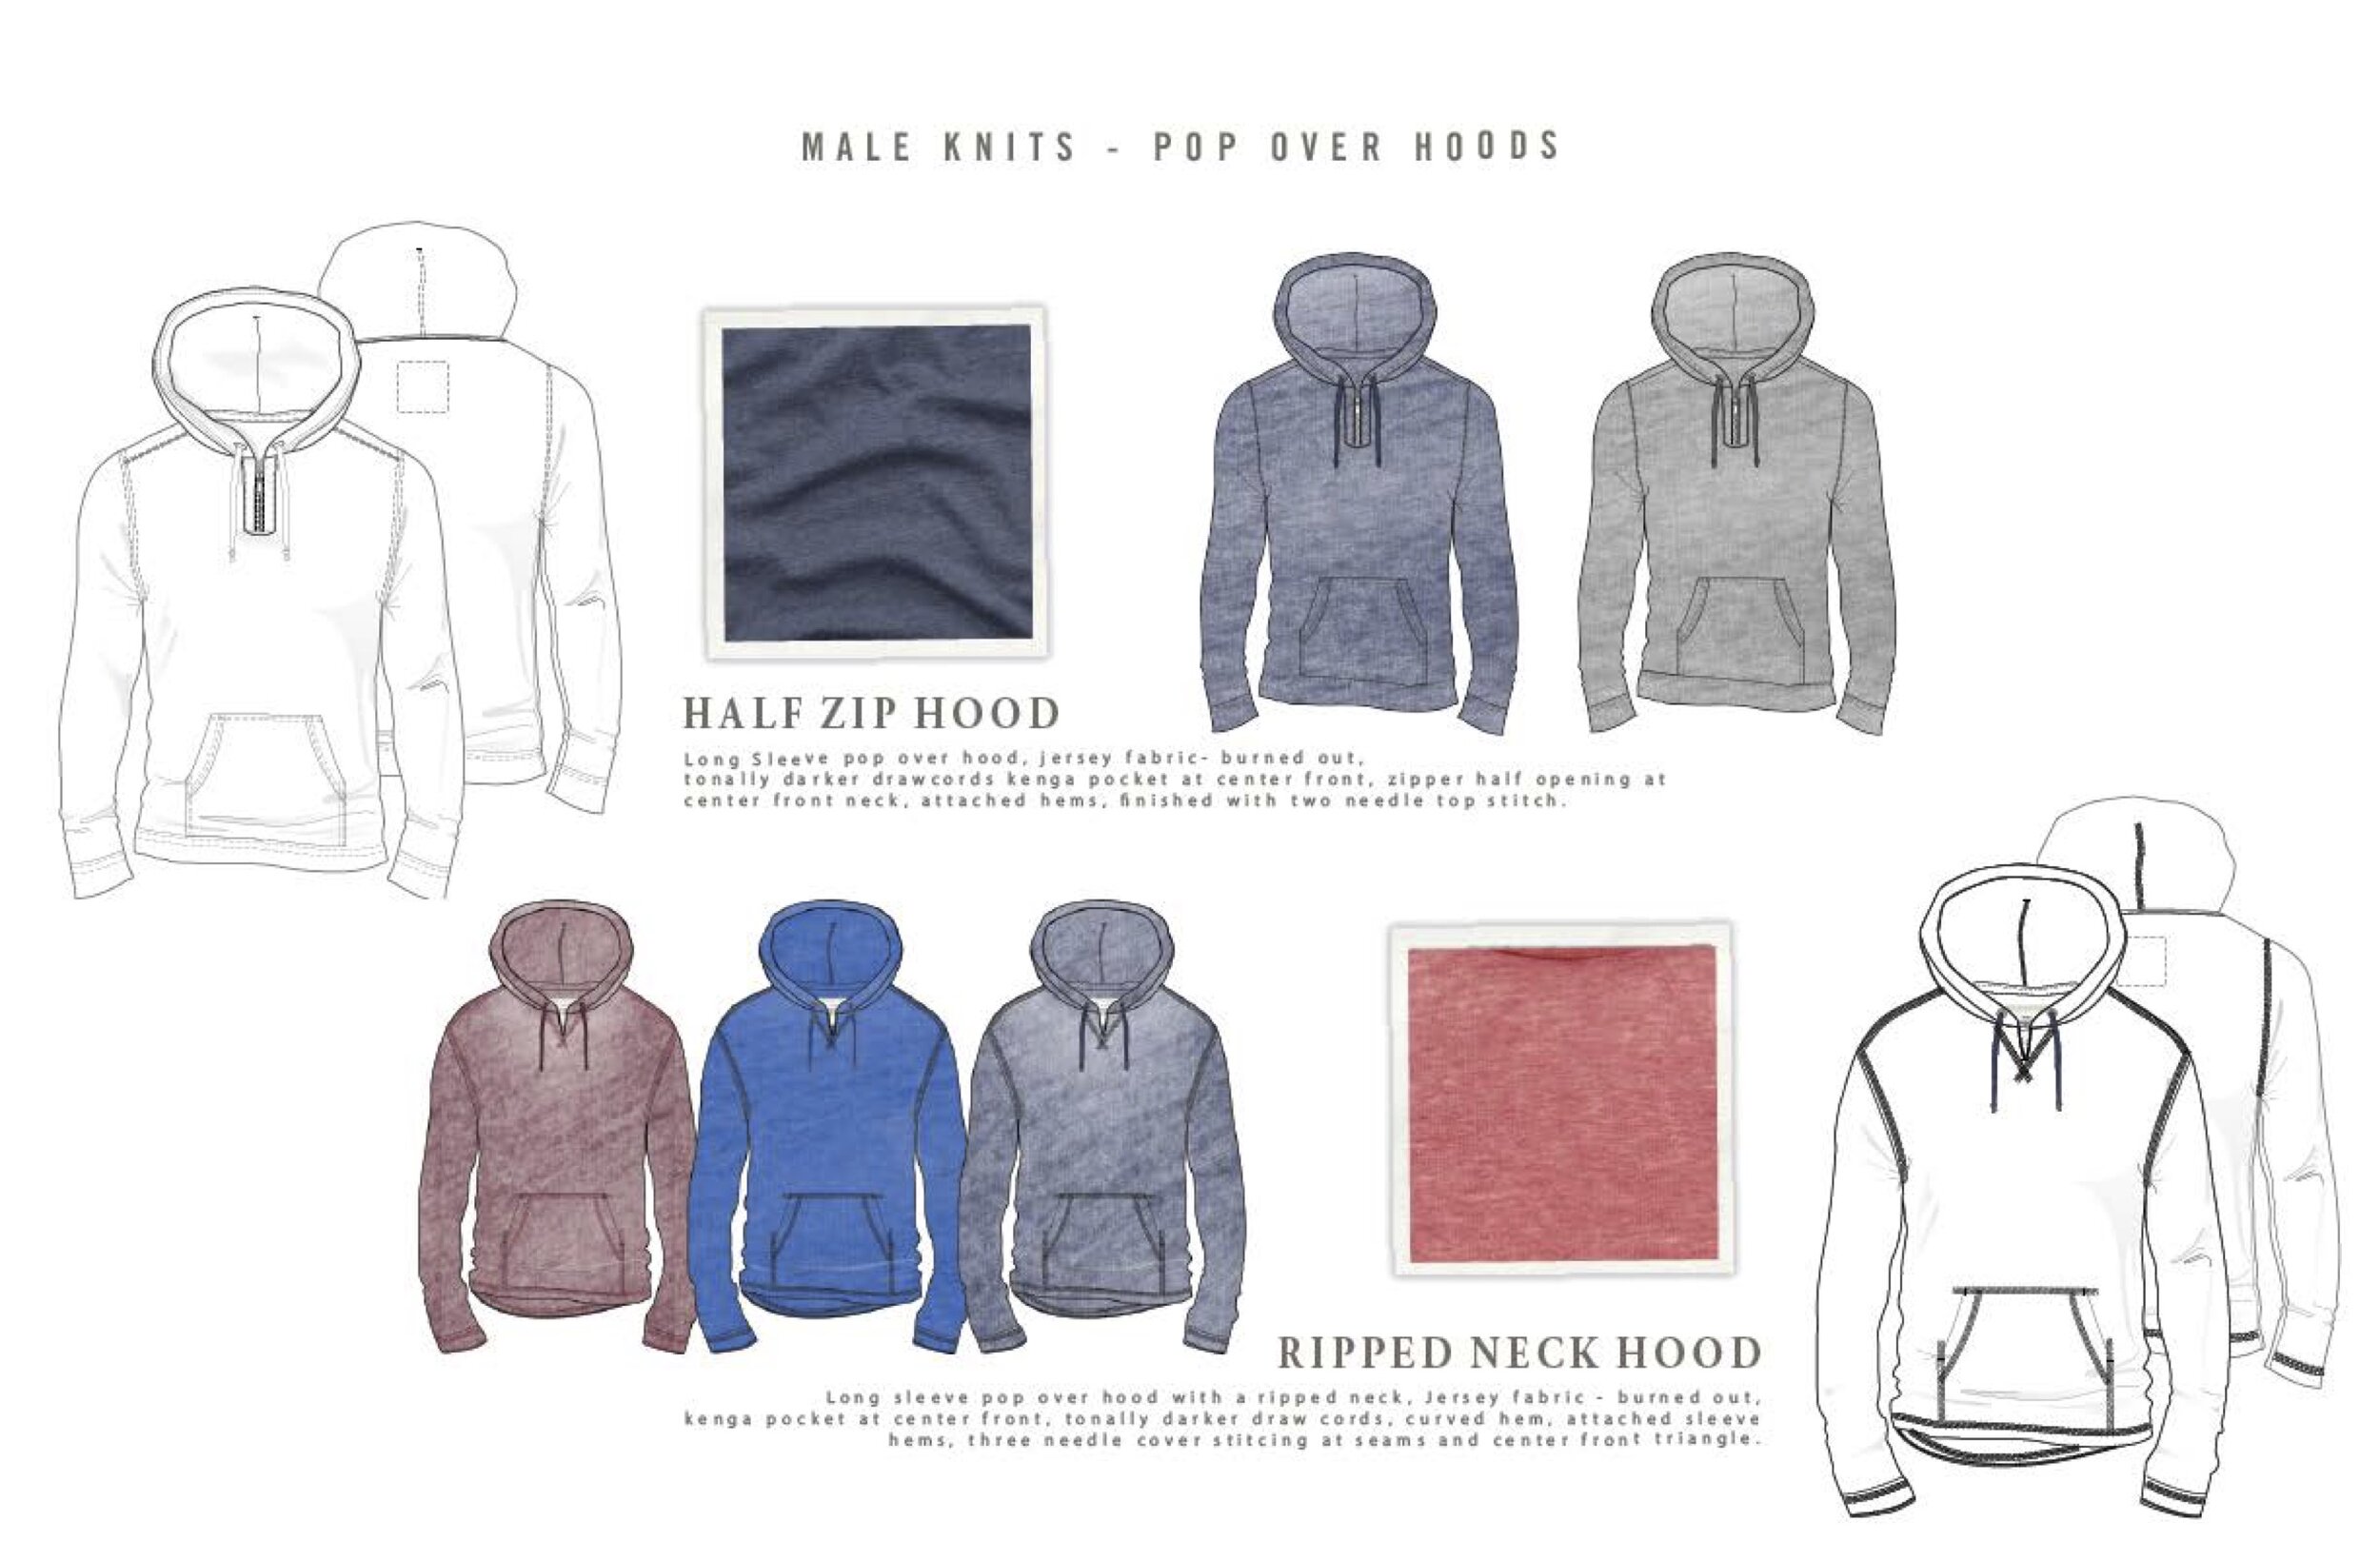 MALE KNITS - POP OVER HOODS
HALF ZIP HOOD
Long Sleeve pop over hood, jersey fabric- burned out,
tonally darker drawcords kenga pocket at center front, zipper half opening at
center front neck, attached hems, finished with two needle top stitch.
RIPPED NECK HOOD
Long sleeve pop over hood with a ripped neck, Jersey fabric - burned out,
kenga pocket at center front, tonally darker draw cords, curved hem, attached sleeve
hems, three needle cover stitcing at seams and center front triangle.